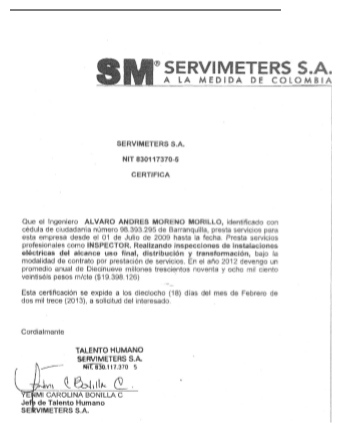 SM® SERVIMETERS S.A.
A LA MEDIDA DE COLOMBIA
SERVIMETERS S.A.
NIT 830117370-5
CERTIFICA
Que el Ingeniero ALVARO ANDRES MORENO MORILLO, identificado con
cédula de ciudadanía número 98.393.295 de Barranquilla, presta servicios para
esta empresa desde el 01 de Julio de 2009 hasta la fecha. Presta servicios
profesionales como INSPECTOR. Realizando inspecciones de instalaciones
eléctricas del alcance uso final, distribución y transformación, bajo la
modalidad de contrato por prestación de servicios. En el año 2012 devengo un
promedio anual de Diecinueve millones trescientos noventa y ocho mil ciento
veintiséis pesos m/cte ($19.398.126)
Esta certificación se expide a los dieciocho (18) días del mes de Febrero de
dos mil trece (2013), a solicitud del interesado.
Cordialmente
TALENTO HUMANO
SERVIMETERS S.A.
Nit. 830.117.370 5
Bonilla C.
YENMI CAROLINA BONILLA C
Jefe de Talento Humano
SERVIMETERS S.A.